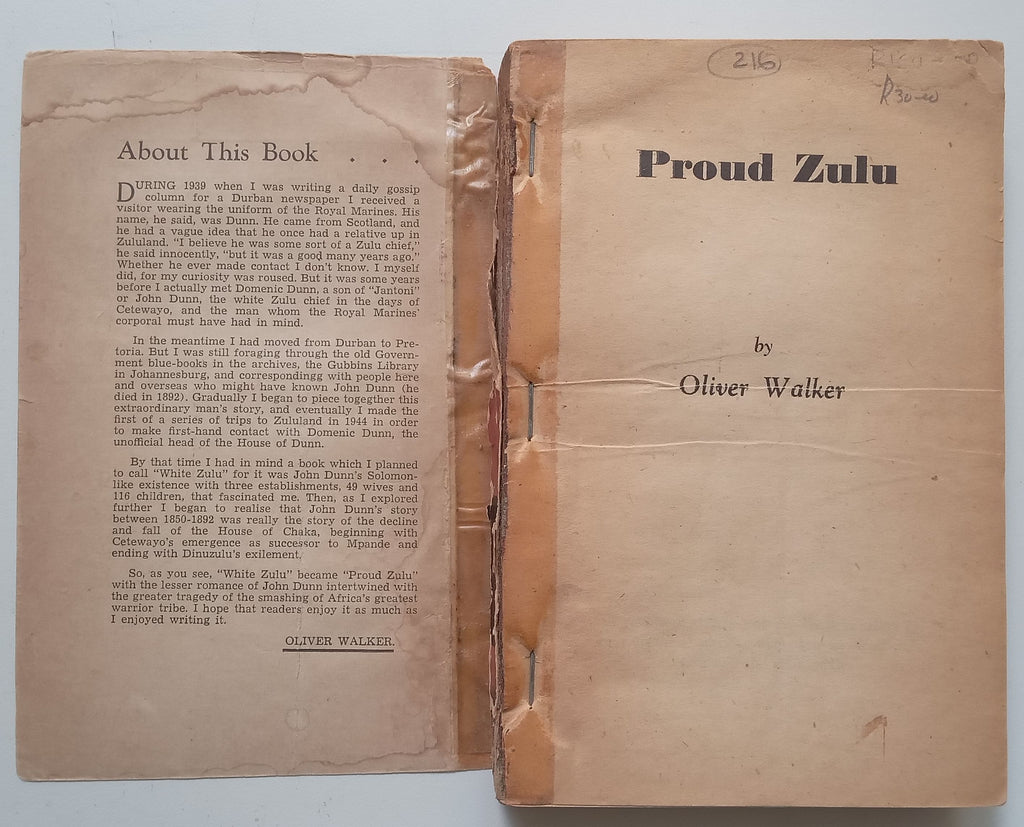 About This Book . . .
DURING 1939 when I was writing a daily gossip
column for a Durban newspaper I received a
visitor wearing the uniform of the Royal Marines. His
name, he said, was Dunn. He came from Scotland, and
he had a vague idea that he once had a relative up in
Zululand. “I believe he was some sort of a Zulu chief,”
he said innocently, “but it was a good many years ago.”
Whether he ever made contact I don’t know. I myself
did, for my curiosity was roused. But it was some years
before I actually met Domenic Dunn, a son of “Jantoni”
or John Dunn, the white Zulu chief in the days of
Cetewayo, and the man whom the Royal Marines’
corporal must have had in mind.
In the meantime I had moved from Durban to Pre-
toria. But I was still foraging through the old Govern-
ment blue-books in the archives, the Gubbins Library
in Johannesburg, and correspondingg with people here
and overseas who might have known John Dunn (he
died in 1892). Gradually I began to piece togegther this
extraordinary man’s story, and eventually I made the
first of a series of trips to Zululand in 1944 in order
to make first-hand contact with Domenic Dunn, the
unofficial head of the House of Dunn.
By that time I had in mind a book which I planned
to call “White Zulu” for it was John Dunn’s Solomon-
like existence with three establishments, 49 wives and
116 children, that fascinated me. Then, as I explored
further I began to realise that John Dunn’s story
between 1850-1892 was really the story of the decline
and fall of the House of Chaka, beginning with
Cetewayo’s emergence as successor to Mpande and
ending with Dinuzulu’s exilement.
So, as you see, “White Zulu” became “Proud Zulu”
with the lesser romance of John Dunn intertwined with
the greater tragedy of the smashing of Africa’s greatest
warrior tribe. I hope that readers enjoy it as much as
I enjoyed writing it.
OLIVER WALKER.
216
R30-00
Proud Zulu
by
Oliver Walker